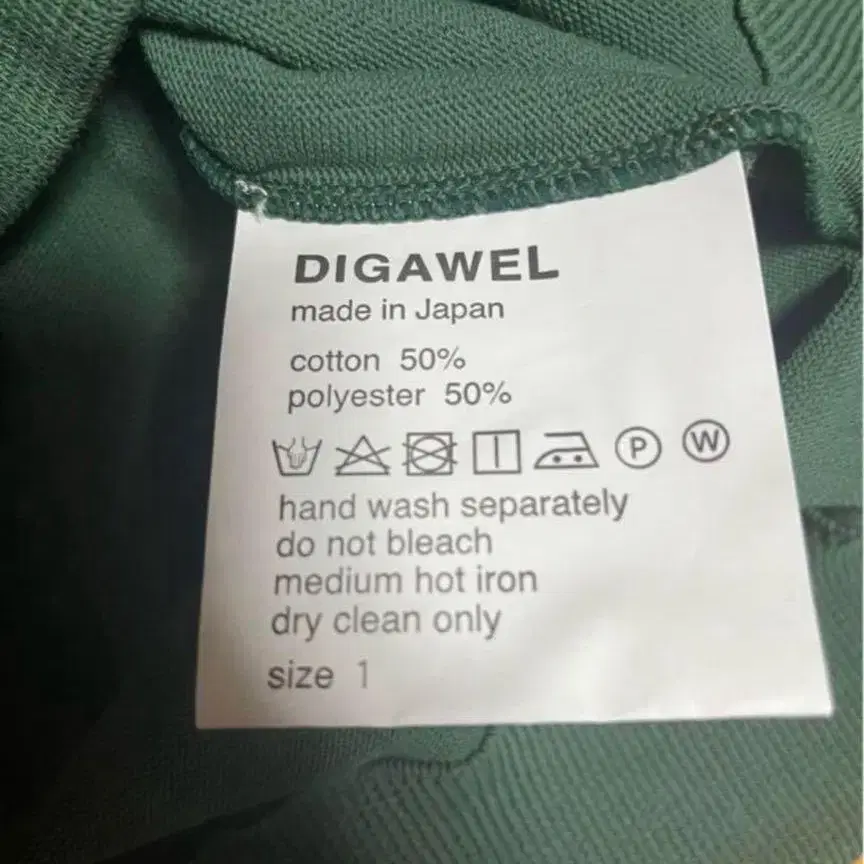 DIGAWEL
made in Japan
cotton 50%
polyester 50%
P W
hand wash separately
do not bleach
medium hot iron
dry clean only
size 1